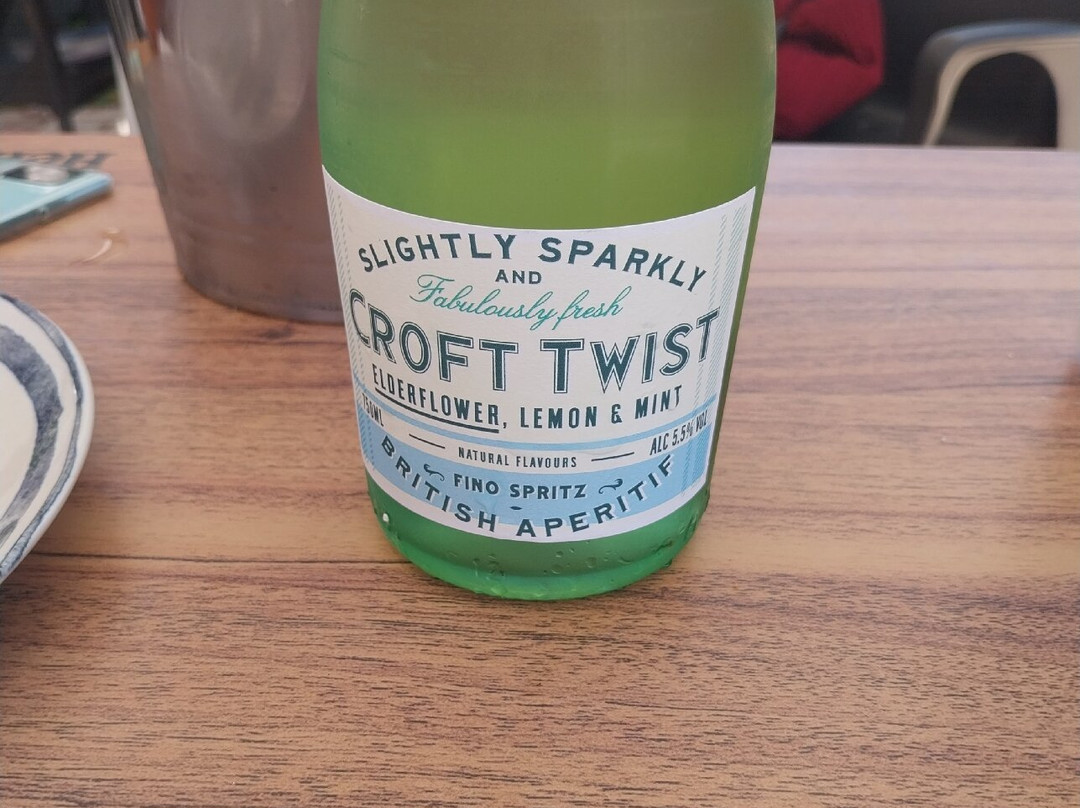 SLIGHTLY SPARKLY
AND
Fabulously fresh
CROFT TWIST
ELDERFLOWER, LEMON & MINT
750ML
ALC 5.5% VOL
NATURAL FLAVOURS
FINO SPRITZ
BRITISH APERITIF